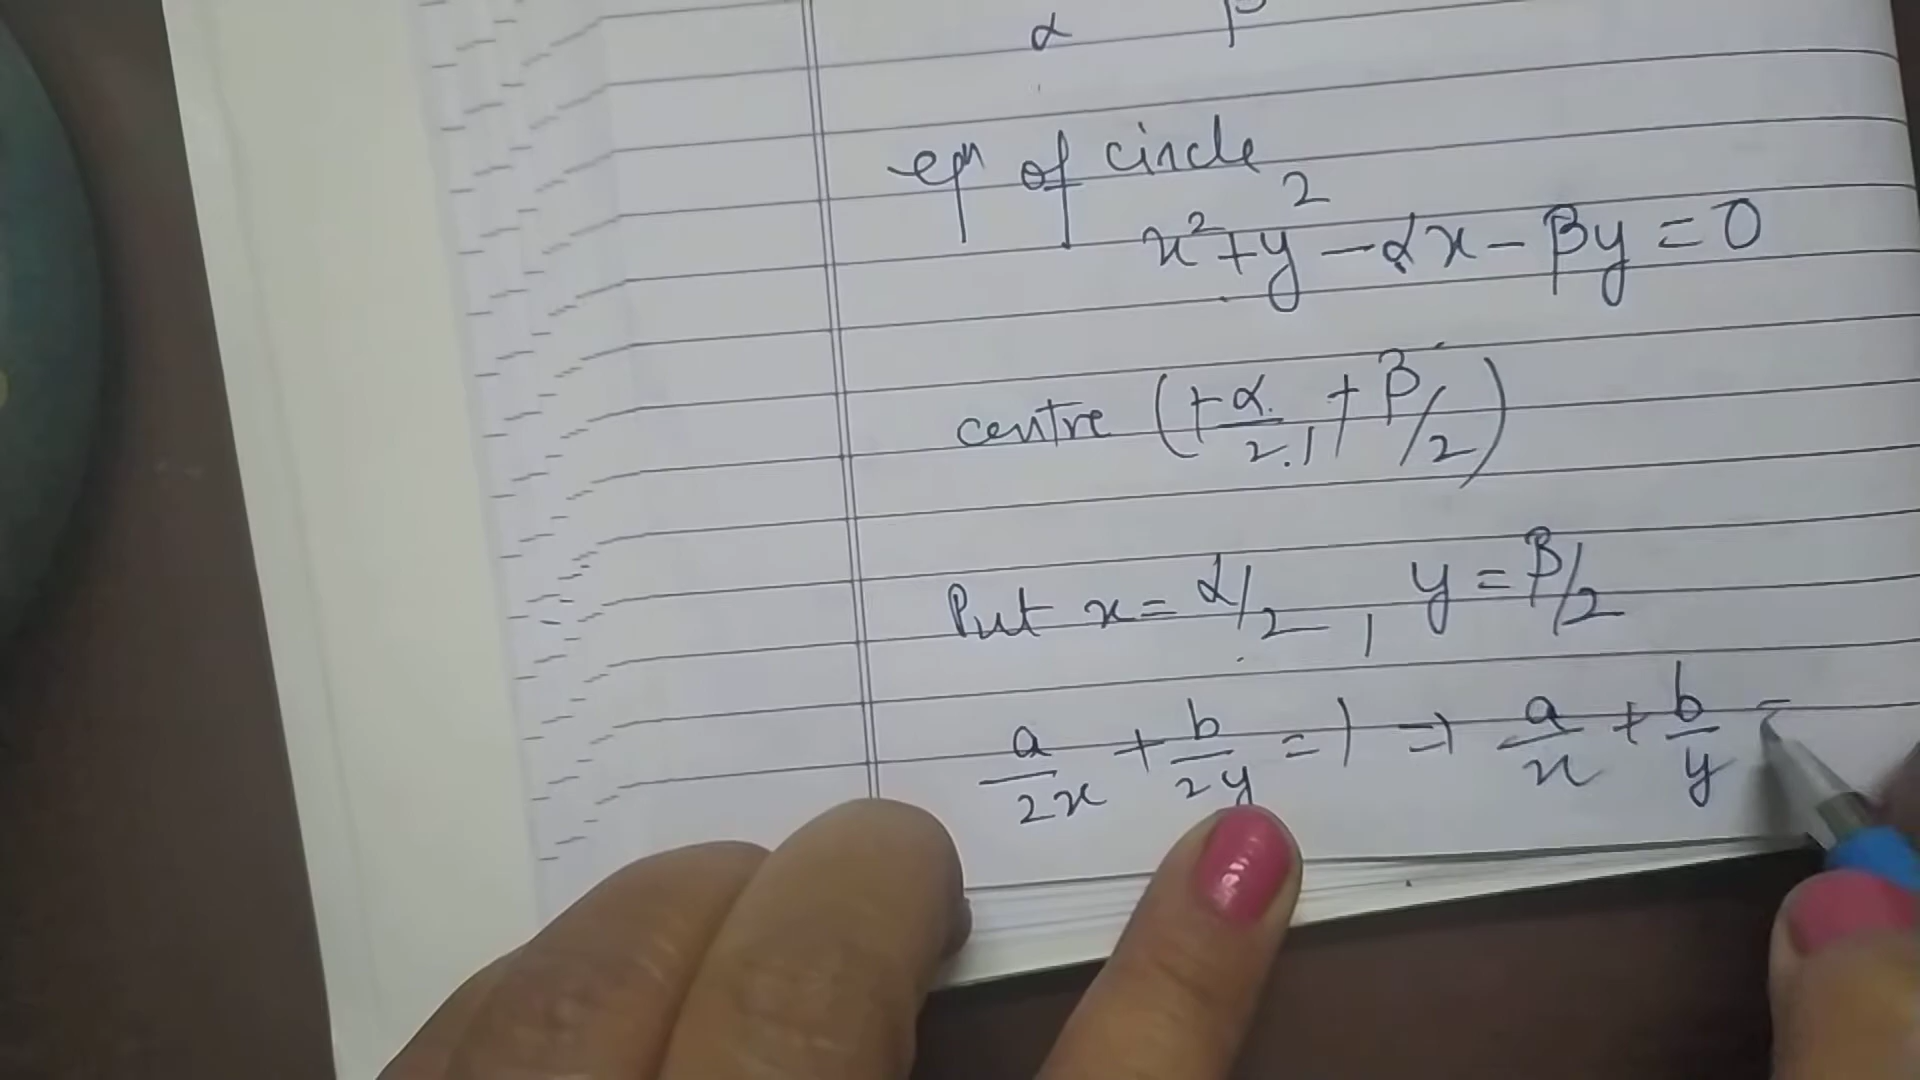 α β
eqn of circle
x² + y² - αx - βy = 0
centre (+α/2, +β/2)
Put x = α/2, y = β/2
a/2x + b/2y = 1 ⇒ a/x + b/y =